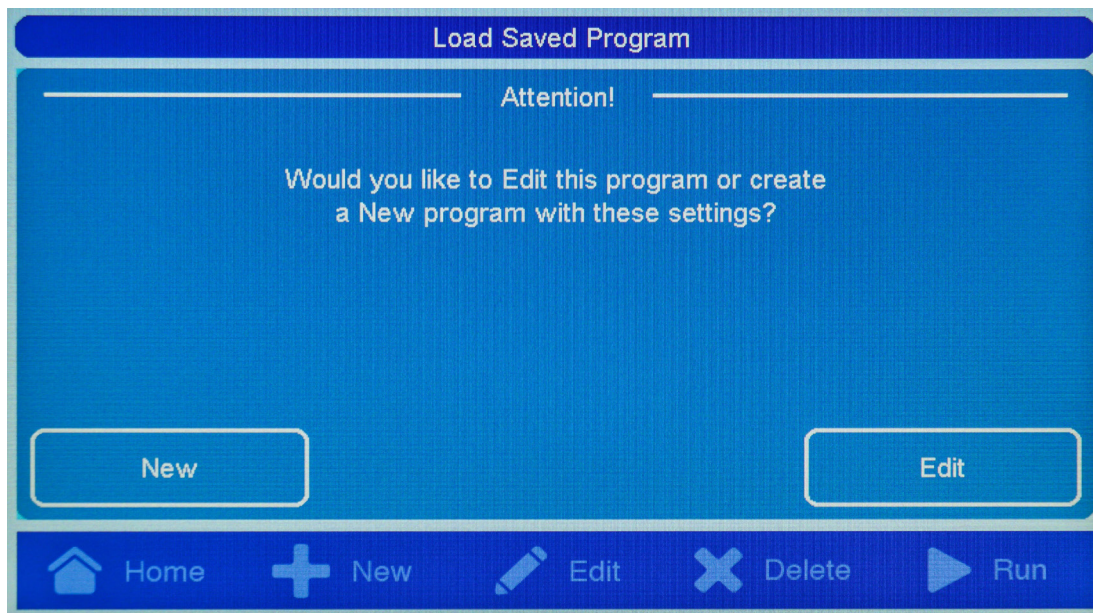 Load Saved Program
Attention!
Would you like to Edit this program or create
a New program with these settings?
New
Edit
Home
New
Edit
Delete
Run